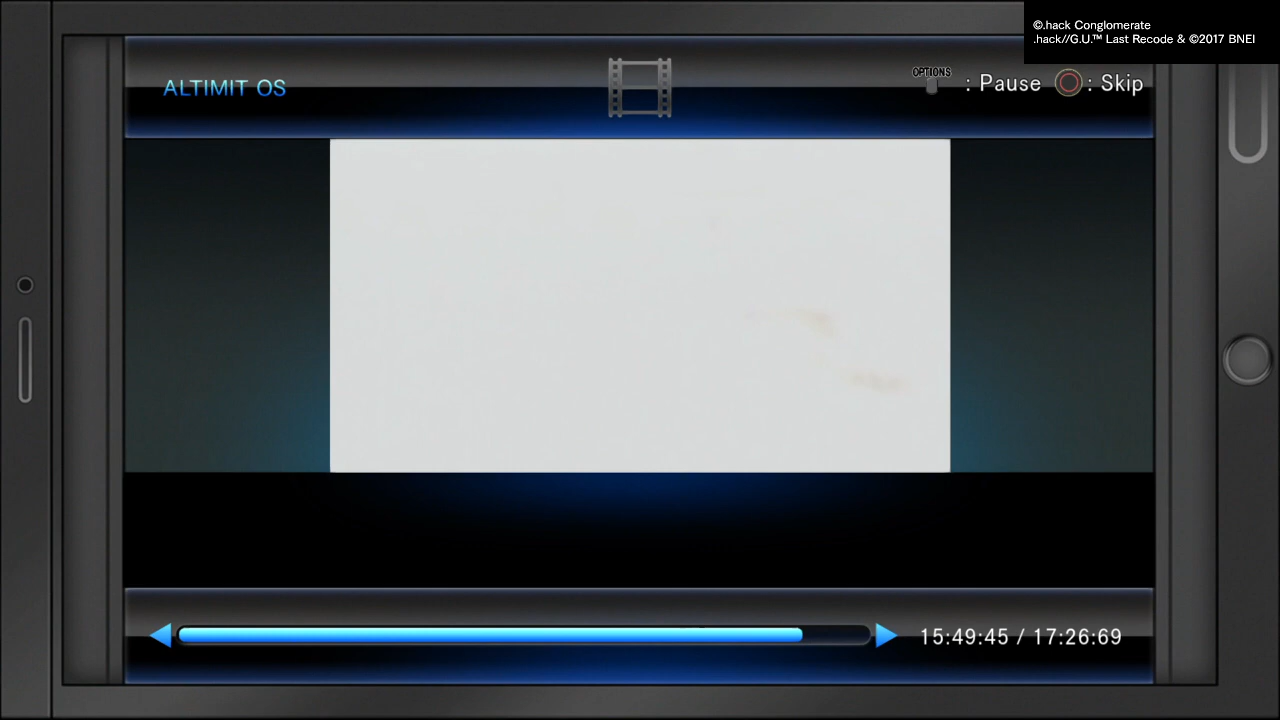 ©.hack Conglomerate
.hack//G.U.™ Last Recode & ©2017 BNEI
ALTIMIT OS
OPTIONS : Pause : Skip
15:49:45 / 17:26:69